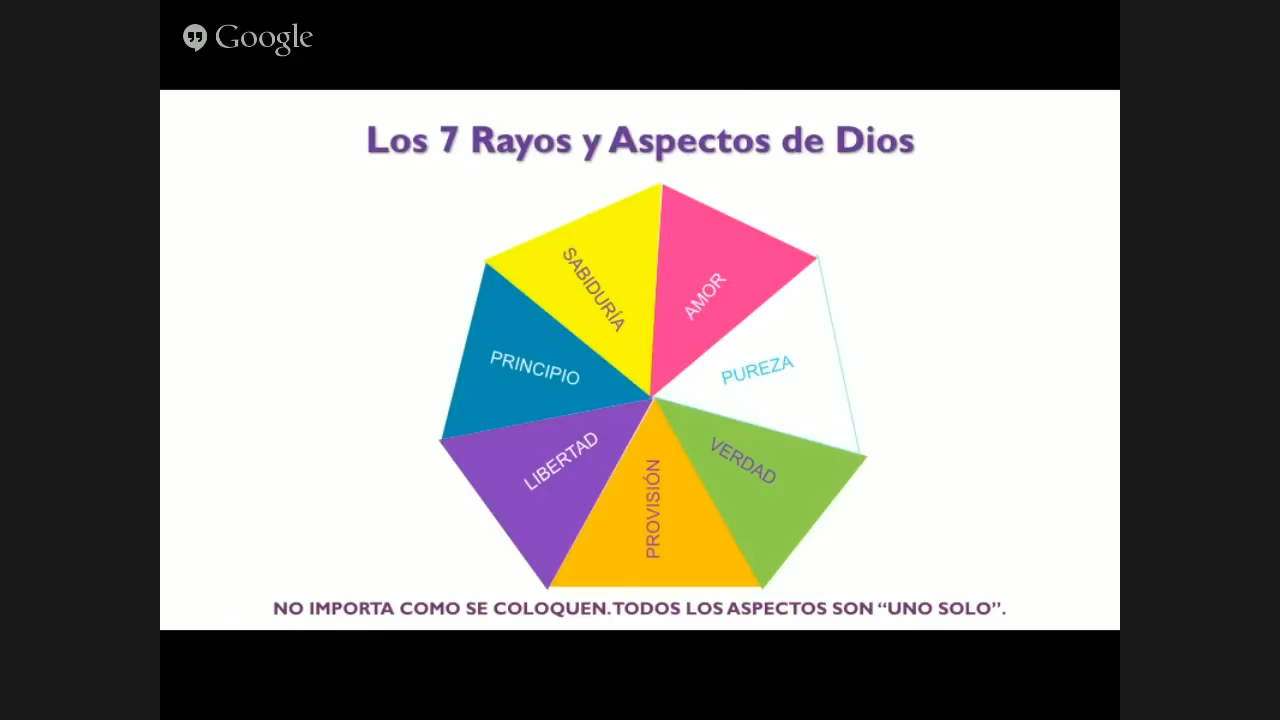 Google
Los 7 Rayos y Aspectos de Dios
SABIDURÍA
AMOR
PRINCIPIO
PUREZA
LIBERTAD
VERDAD
PROVISIÓN
NO IMPORTA COMO SE COLOQUEN. TODOS LOS ASPECTOS SON “UNO SOLO”.